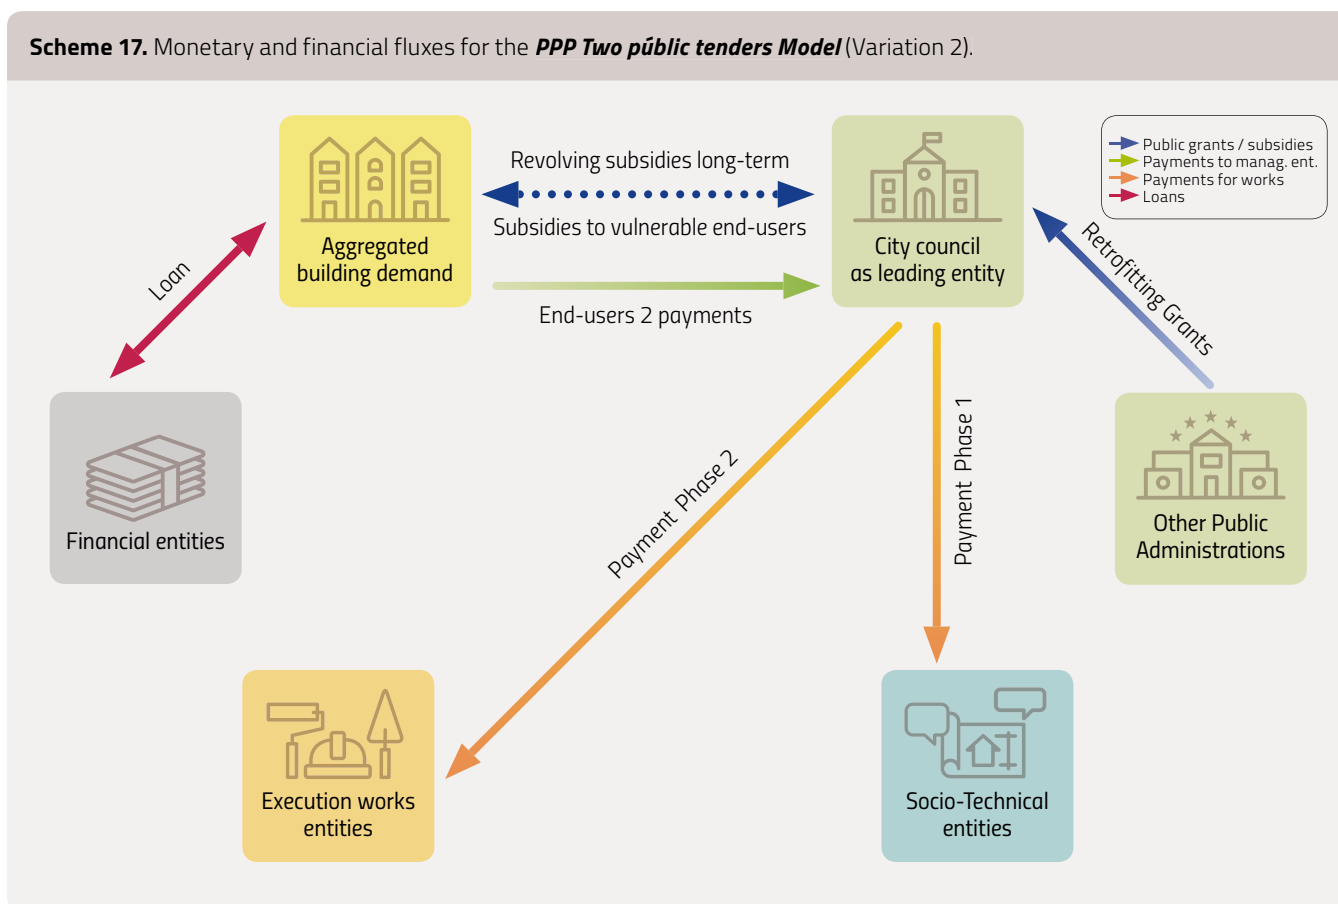 Scheme 17. Monetary and financial fluxes for the PPP Two públic tenders Model (Variation 2).
Revolving subsidies long-term
Subsidies to vulnerable end-users
End-users 2 payments
Aggregated
building demand
City council
as leading entity
Public grants / subsidies
Payments to manag. ent.
Payments for works
Loans
Loan
Retrofitting Grants
Financial entities
Payment Phase 2
Payment Phase 1
Other Public
Administrations
Execution works
entities
Socio-Technical
entities